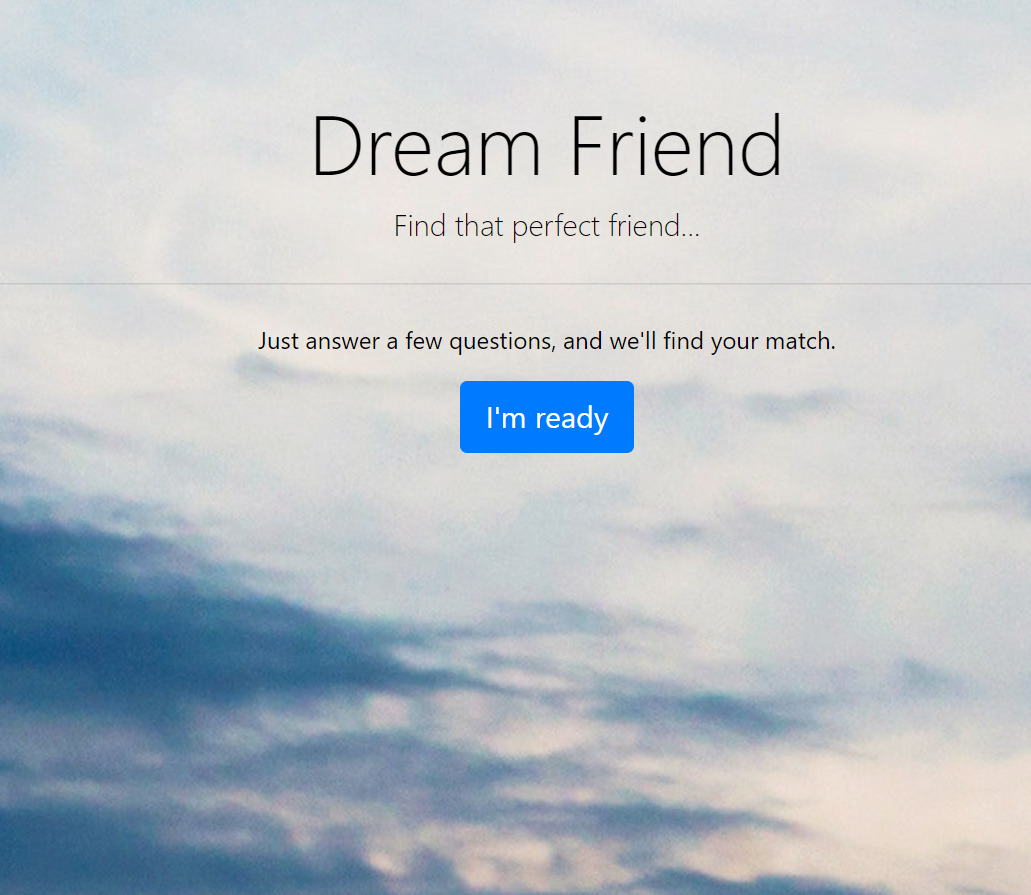 Dream Friend
Find that perfect friend...
Just answer a few questions, and we'll find your match.
I'm ready